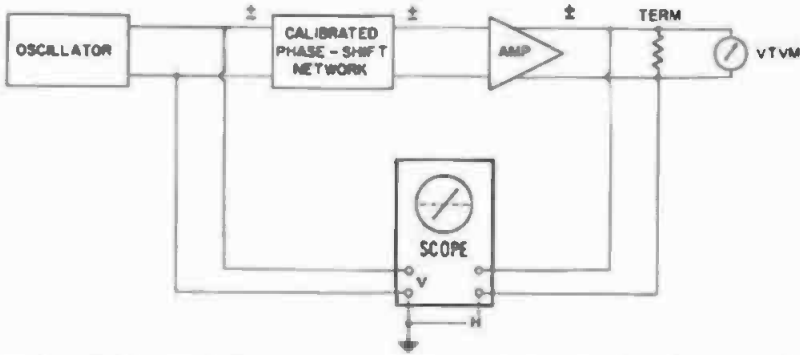 ±
±
±
TERM
OSCILLATOR
CALIBRATED
PHASE-SHIFT
NETWORK
AMP
VTVM
SCOPE
V
H